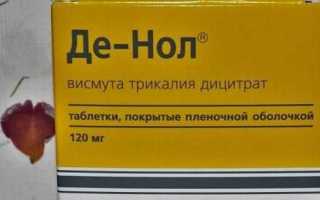 Де-Нол®
висмута трикалия дицитрат
таблетки, покрытые пленочной оболочкой
120 мг